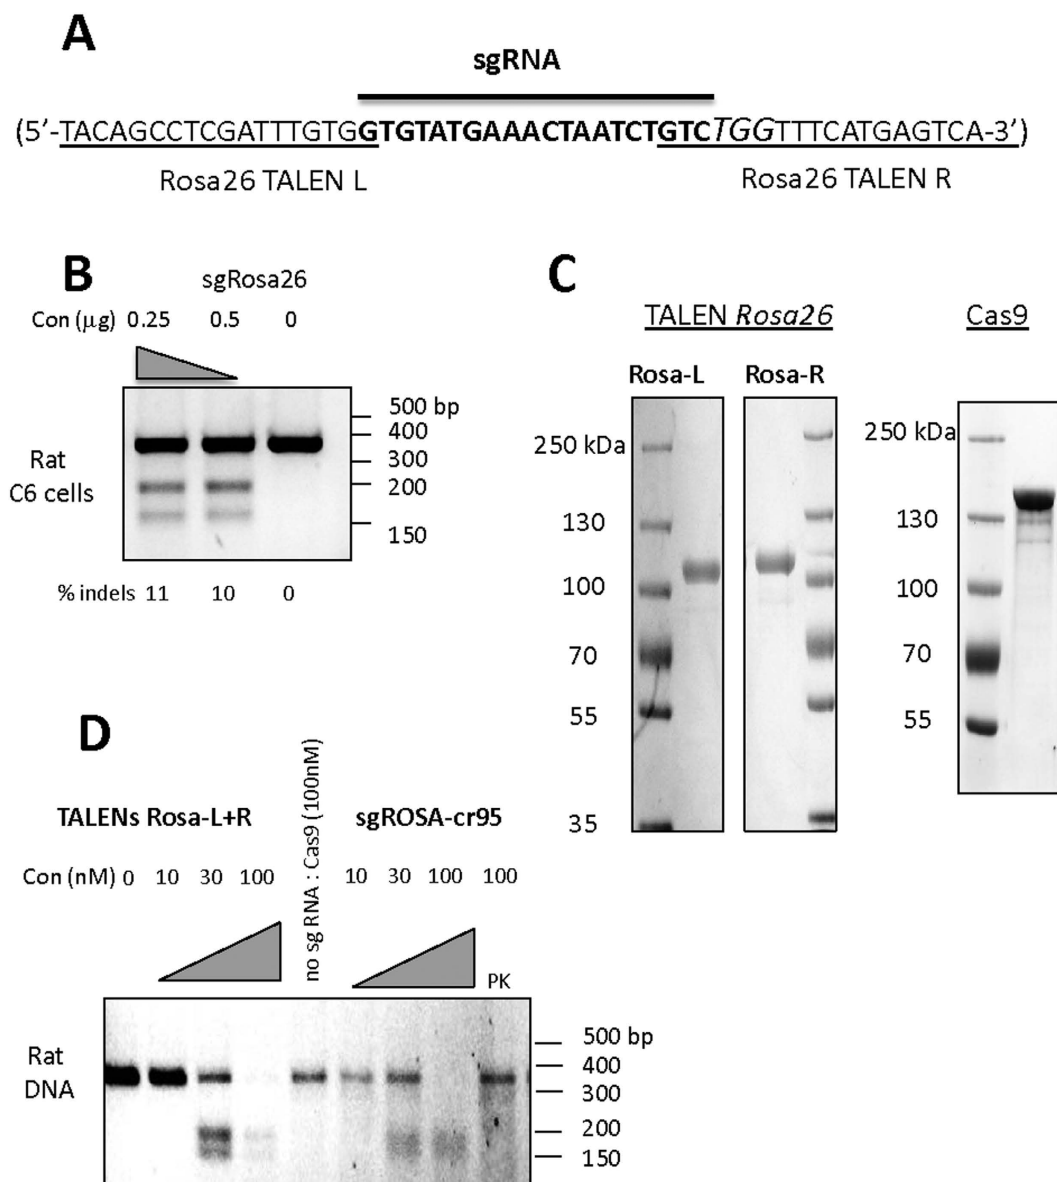 A
sgRNA
(5'-TACAGCCTCGATTTGTGGTGTATGAAACTAATCTGTCTGGTTTCATGAGTCA-3')
Rosa26 TALEN L
Rosa26 TALEN R
B
sgRosa26
Con (μg) 0.25 0.5 0
500 bp
400
300
200
150
Rat
C6 cells
% indels 11 10 0
C
TALEN Rosa26
Cas9
Rosa-L
Rosa-R
250 kDa
130
100
70
55
35
250 kDa
130
100
70
55
D
TALENs Rosa-L+R
no sg RNA : Cas9 (100nM)
sgROSA-cr95
Con (nM) 0 10 30 100 10 30 100 100
PK
Rat
DNA
500 bp
400
300
200
150